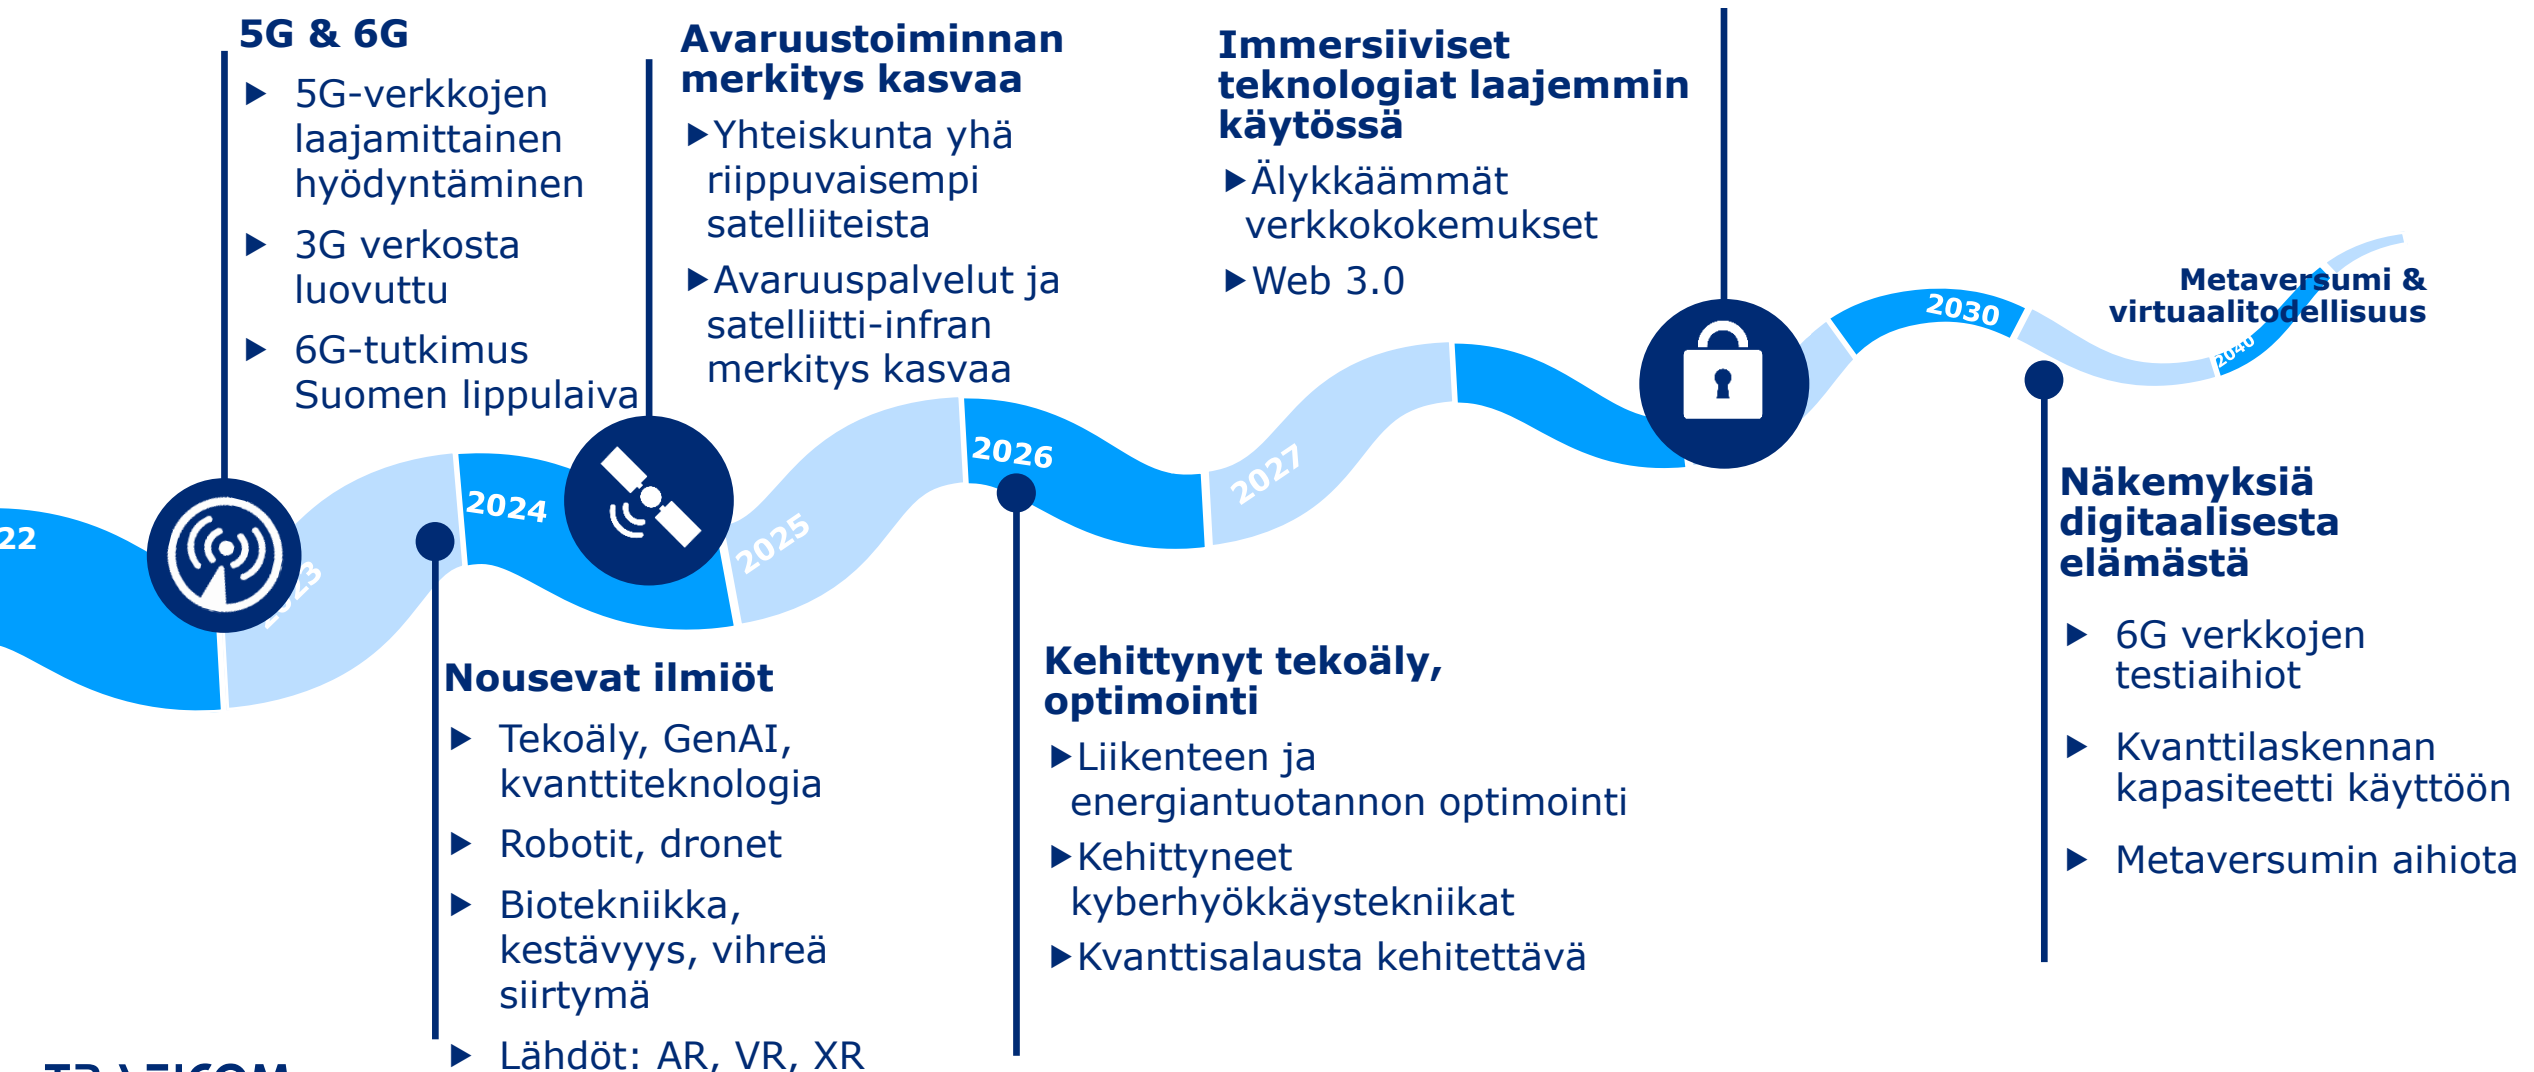 5G & 6G
5G-verkkojen
laajamittainen
hyödyntäminen
3G verkosta
luovuttu
6G-tutkimus
Suomen lippulaiva
Avaruustoiminnan
merkitys kasvaa
Yhteiskunta yhä
riippuvaisempi
satelliiteista
Avaruuspalvelut ja
satelliitti-infran
merkitys kasvaa
Immersiiviset
teknologiat laajemmin
käytössä
Älykkäämmät
verkkokokemukset
Web 3.0
Metaversumi &
virtuaalitodellisuus
22
2024
2025
2026
2027
2030
2040
Nousevat ilmiöt
Tekoäly, GenAI,
kvanttiteknologia
Robotit, dronet
Biotekniikka,
kestävyys, vihreä
siirtymä
Lähdöt: AR, VR, XR
Kehittynyt tekoäly,
optimointi
Liikenteen ja
energiantuotannon optimointi
Kehittyneet
kyberhyökkäystekniikat
Kvanttisalausta kehitettävä
Näkemyksiä
digitaalisesta
elämästä
6G verkkojen
testiaihiot
Kvanttilaskennan
kapasiteetti käyttöön
Metaversumin aihiota